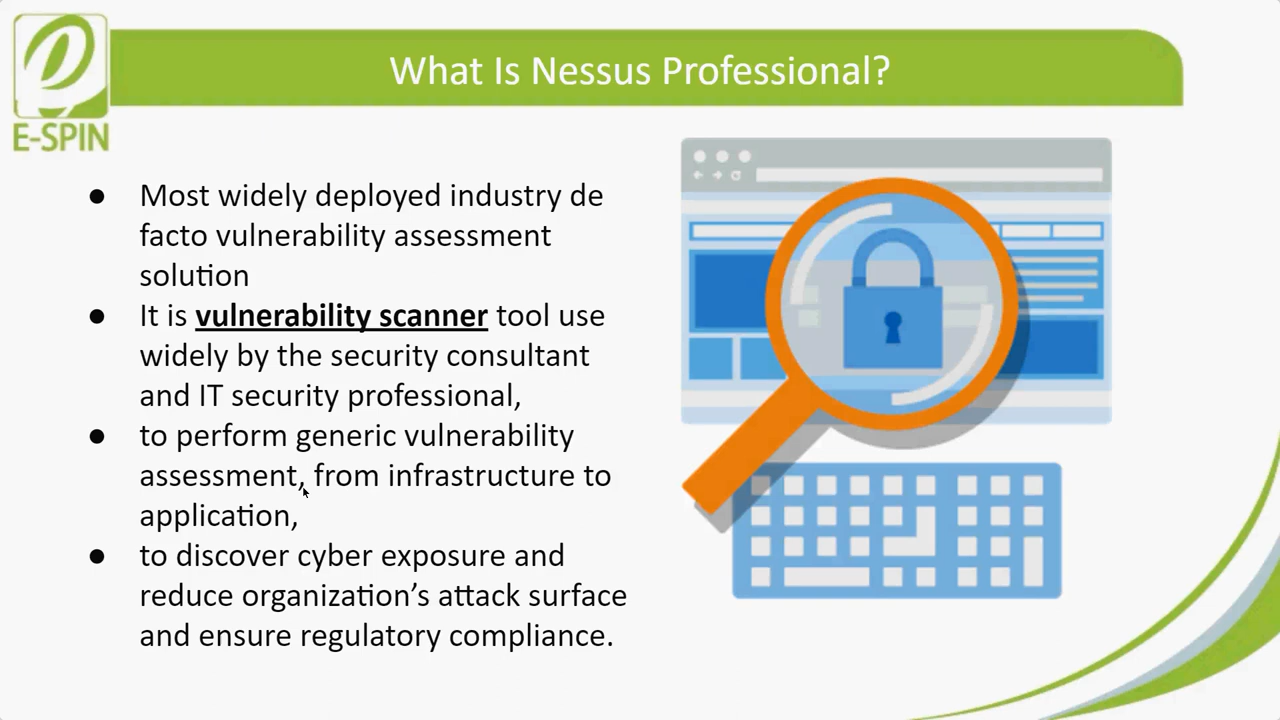 What Is Nessus Professional?
E-SPIN
● Most widely deployed industry de
facto vulnerability assessment
solution
● It is vulnerability scanner tool use
widely by the security consultant
and IT security professional,
● to perform generic vulnerability
assessment, from infrastructure to
application,
● to discover cyber exposure and
reduce organization’s attack surface
and ensure regulatory compliance.